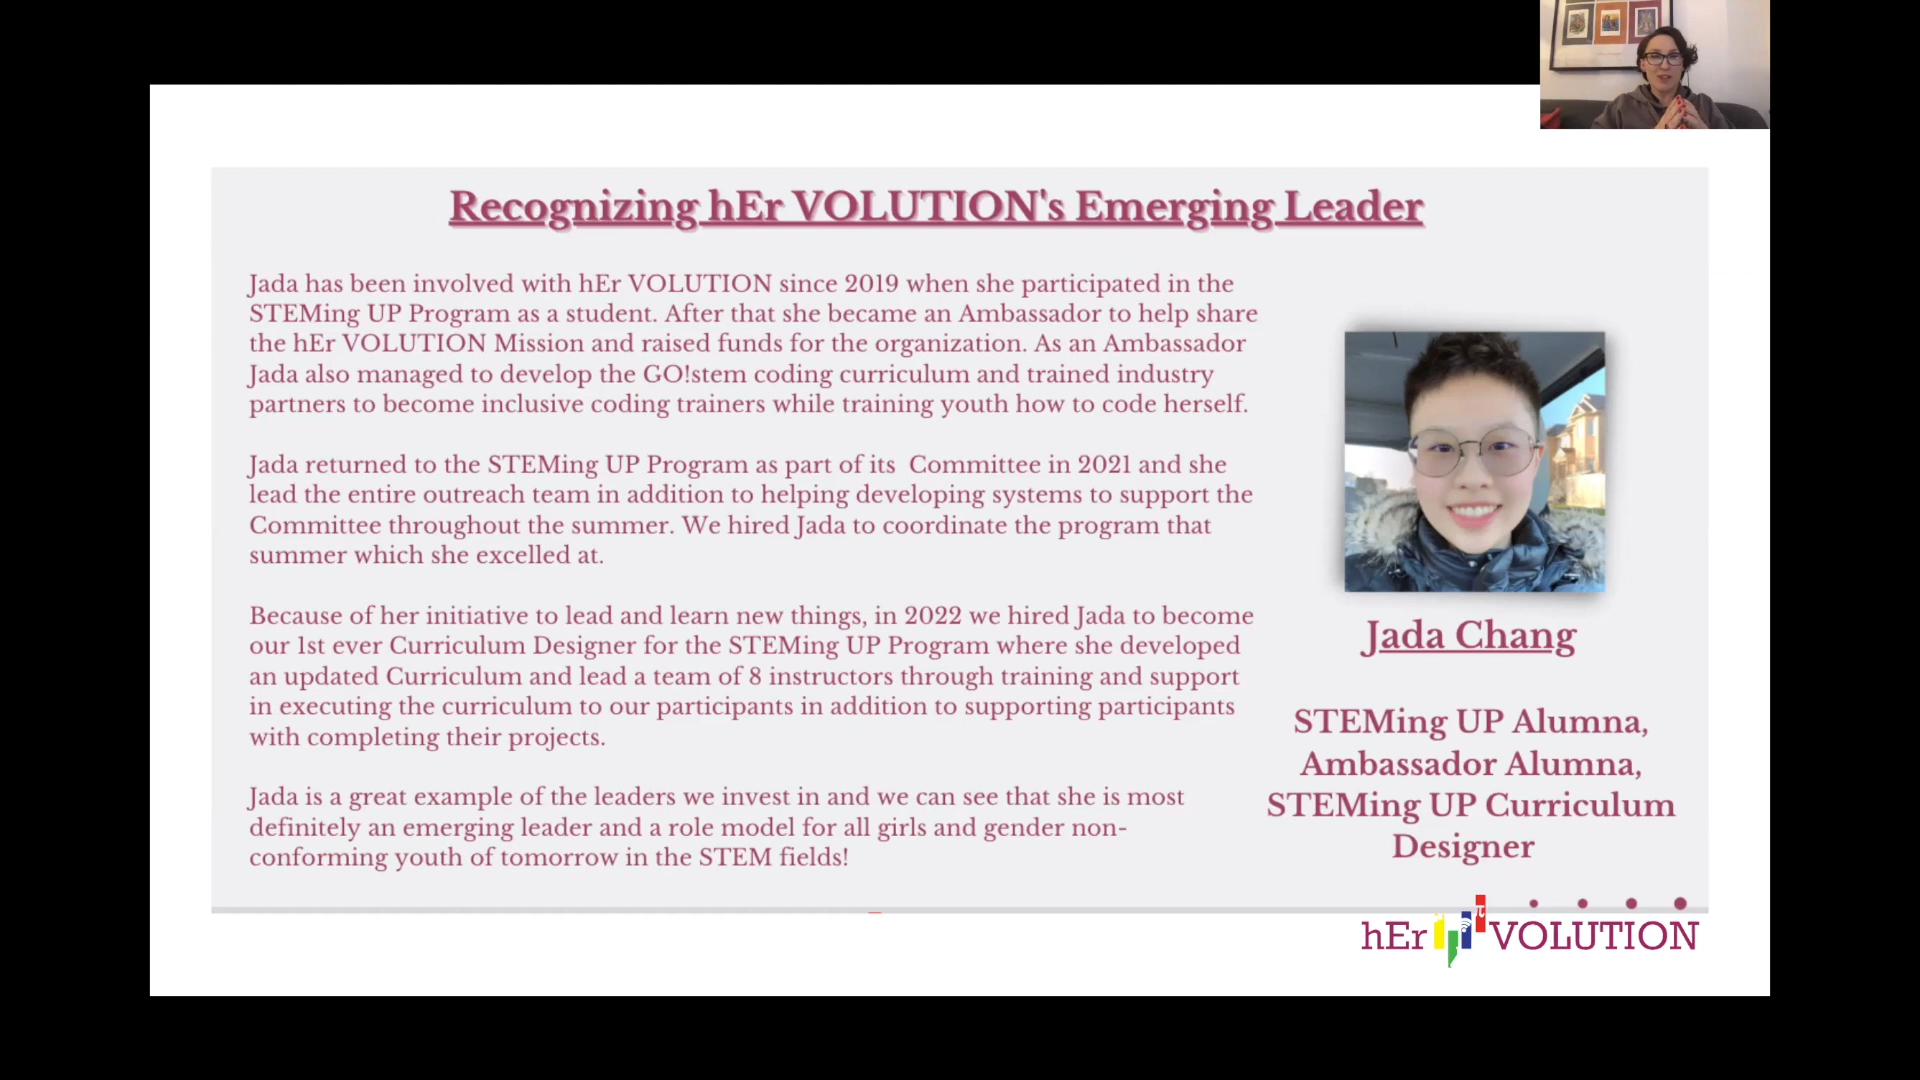 Recognizing hEr VOLUTION's Emerging Leader
Jada has been involved with hEr VOLUTION since 2019 when she participated in the
STEMing UP Program as a student. After that she became an Ambassador to help share
the hEr VOLUTION Mission and raised funds for the organization. As an Ambassador
Jada also managed to develop the GO!stem coding curriculum and trained industry
partners to become inclusive coding trainers while training youth how to code herself.
Jada returned to the STEMing UP Program as part of its  Committee in 2021 and she
lead the entire outreach team in addition to helping developing systems to support the
Committee throughout the summer. We hired Jada to coordinate the program that
summer which she excelled at.
Because of her initiative to lead and learn new things, in 2022 we hired Jada to become
our 1st ever Curriculum Designer for the STEMing UP Program where she developed
an updated Curriculum and lead a team of 8 instructors through training and support
in executing the curriculum to our participants in addition to supporting participants
with completing their projects.
Jada is a great example of the leaders we invest in and we can see that she is most
definitely an emerging leader and a role model for all girls and gender non-
conforming youth of tomorrow in the STEM fields!
Jada Chang
STEMing UP Alumna,
Ambassador Alumna,
STEMing UP Curriculum
Designer
π
hEr VOLUTION